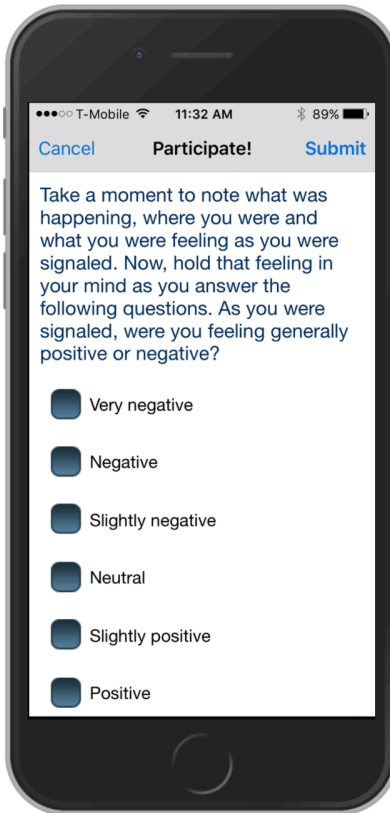 T-Mobile 11:32 AM 89%
Cancel Participate! Submit
Take a moment to note what was
happening, where you were and
what you were feeling as you were
signaled. Now, hold that feeling in
your mind as you answer the
following questions. As you were
signaled, were you feeling generally
positive or negative?
Very negative
Negative
Slightly negative
Neutral
Slightly positive
Positive